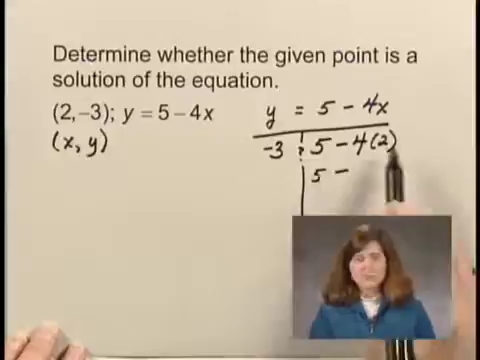 Determine whether the given point is a
solution of the equation.
(2,−3); y = 5 − 4x
(x, y)
y = 5 − 4x
-3 ? 5 − 4(2)
5 −